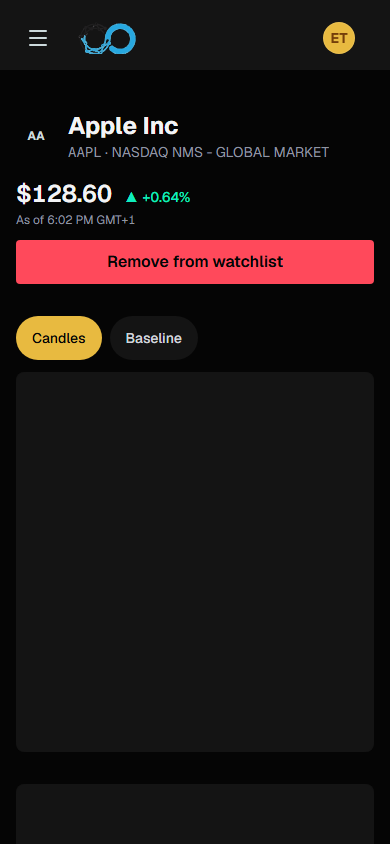 ET
AA
Apple Inc
AAPL · NASDAQ NMS - GLOBAL MARKET
$128.60 ▲ +0.64%
As of 6:02 PM GMT+1
Remove from watchlist
Candles Baseline